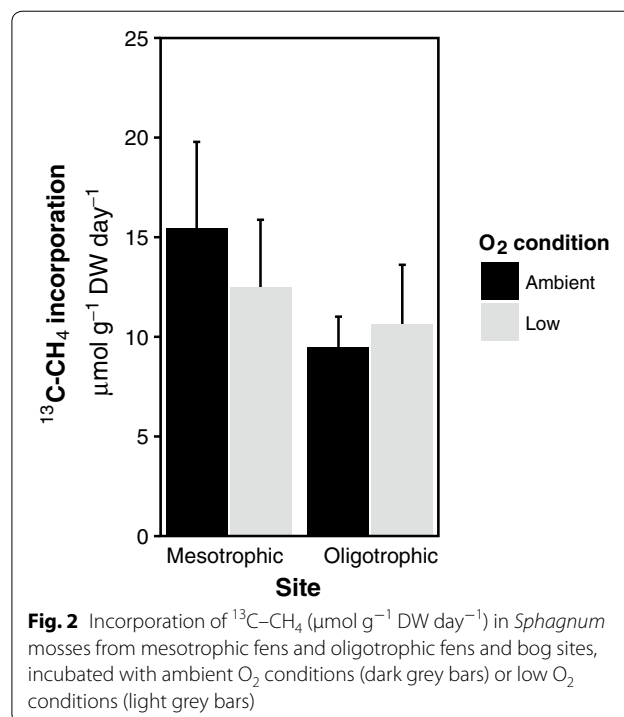 25
20
15
10
5
0
¹³C-CH₄ incorporation
µmol g⁻¹ DW day⁻¹
Mesotrophic Oligotrophic
Site
O₂ condition
Ambient
Low
Fig. 2 Incorporation of ¹³C–CH₄ (µmol g⁻¹ DW day⁻¹) in Sphagnum
mosses from mesotrophic fens and oligotrophic fens and bog sites,
incubated with ambient O₂ conditions (dark grey bars) or low O₂
conditions (light grey bars)